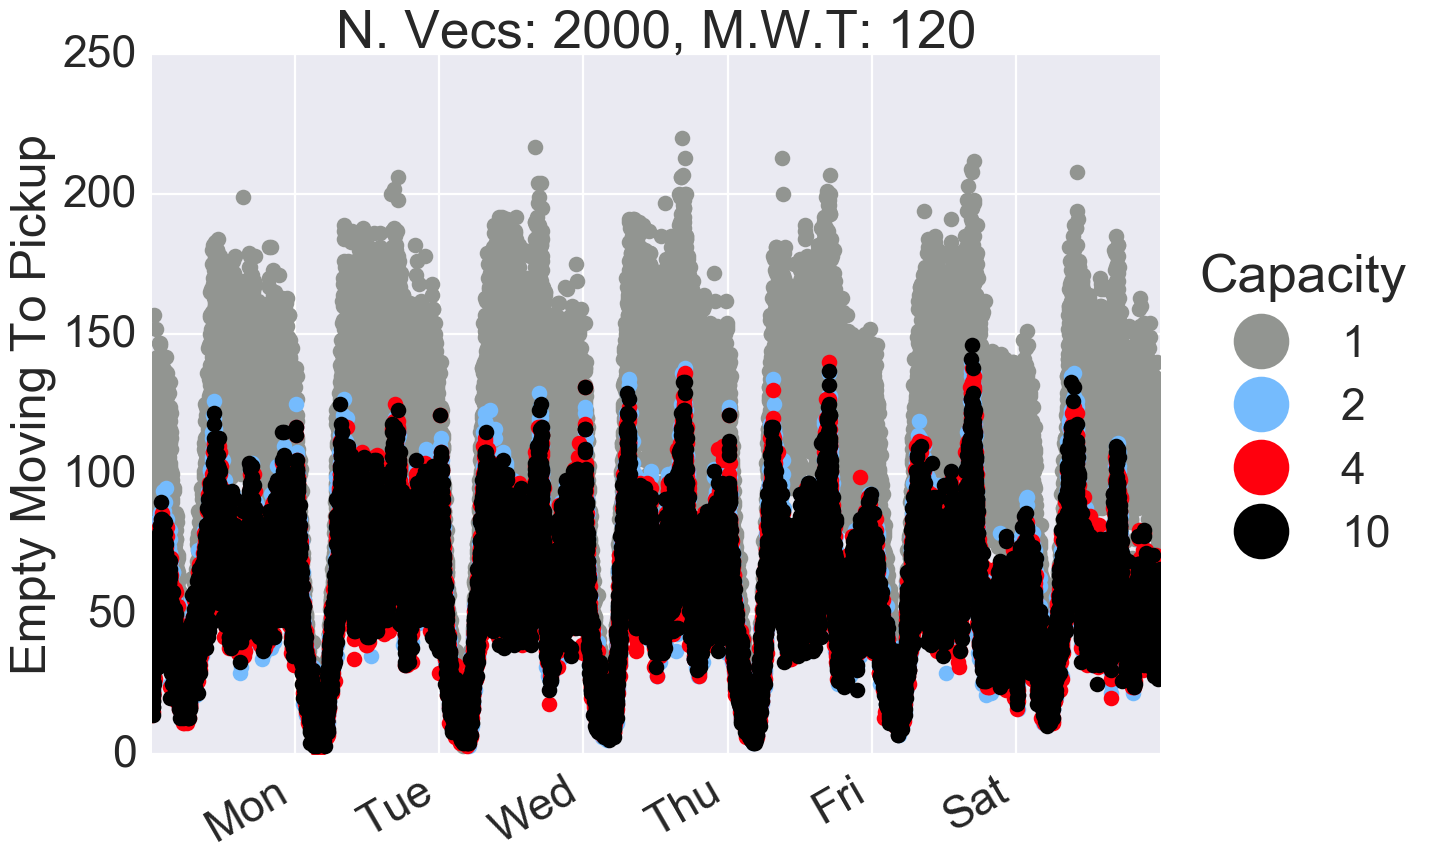 N. Vecs: 2000, M.W.T: 120
Empty Moving To Pickup
250
200
150
100
50
0
Mon
Tue
Wed
Thu
Fri
Sat
Capacity
1
2
4
10